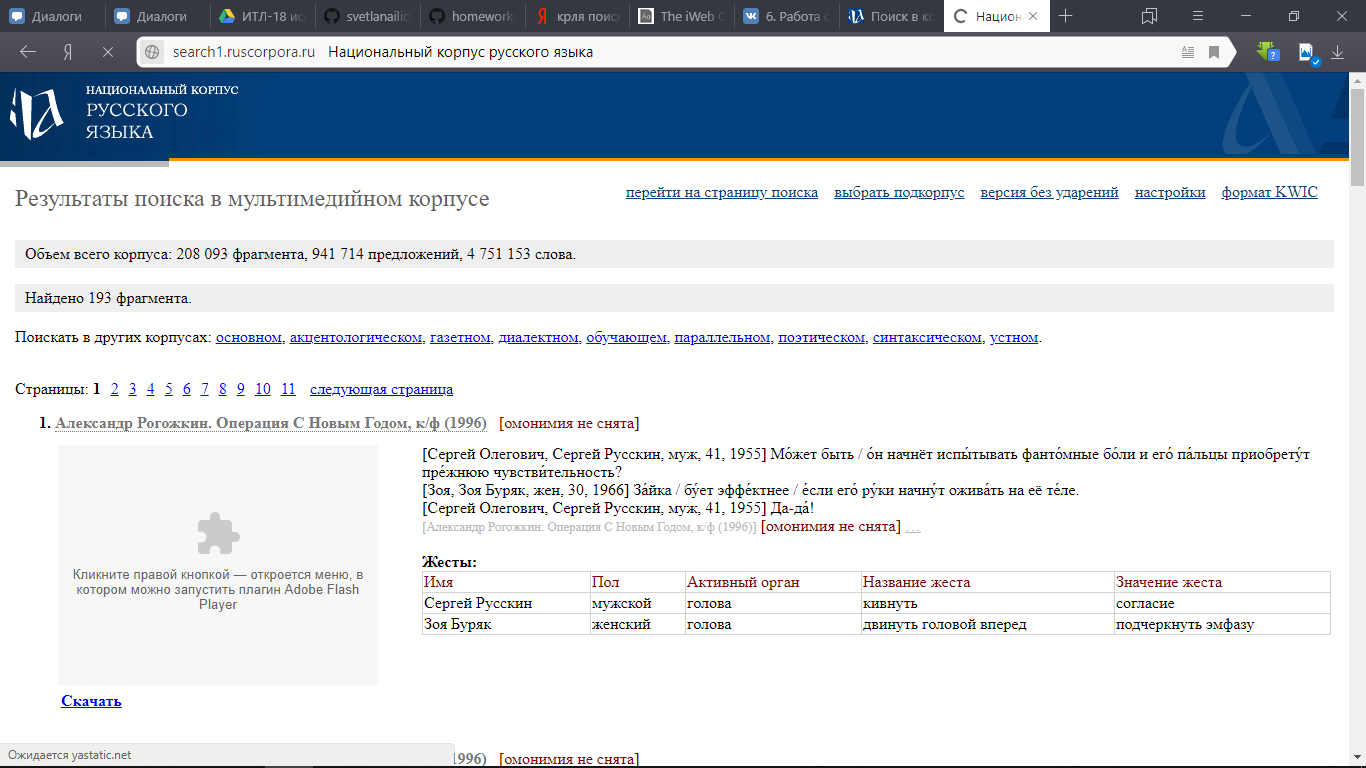 Диалоги Диалоги ИТЛ-18 ис svetlanailic homework крля поис The iWeb C 6. Работа с Поиск в ко Национ
search1.ruscorpora.ru Национальный корпус русского языка
НАЦИОНАЛЬНЫЙ КОРПУС
РУССКОГО
ЯЗЫКА
Результаты поиска в мультимедийном корпусе перейти на страницу поиска выбрать подкорпус версия без ударений настройки формат KWIC
Объем всего корпуса: 208 093 фрагмента, 941 714 предложений, 4 751 153 слова.
Найдено 193 фрагмента.
Поискать в других корпусах: основном, акцентологическом, газетном, диалектном, обучающем, параллельном, поэтическом, синтаксическом, устном.
Страницы: 1 2 3 4 5 6 7 8 9 10 11 следующая страница
1. Александр Рогожкин. Операция С Новым Годом, к/ф (1996) [омонимия не снята]
[Сергей Олегович, Сергей Русскин, муж, 41, 1955] Мо́жет быть / о́н начнёт испы́тывать фанто́мные бо́ли и его́ па́льцы приобрету́т
пре́жнюю чувстви́тельность?
[Зоя, Зоя Буряк, жен, 30, 1966] За́йка / бу́ет эффе́ктнее / е́сли его́ ру́ки начну́т ожива́ть на её те́ле.
[Сергей Олегович, Сергей Русскин, муж, 41, 1955] Да-да́!
[Александр Рогожкин. Операция С Новым Годом, к/ф (1996)] [омонимия не снята] ...
Кликните правой кнопкой — откроется меню, в
котором можно запустить плагин Adobe Flash
Player
Жесты:
Имя Пол Активный орган Название жеста Значение жеста
Сергей Русскин мужской голова кивнуть согласие
Зоя Буряк женский голова двинуть головой вперед подчеркнуть эмфазу
Скачать
Ожидается yastatic.net
1996) [омонимия не снята]